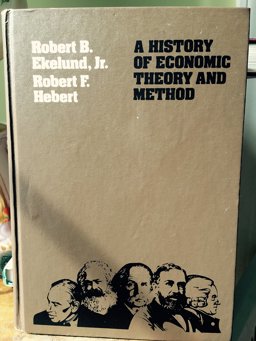 Robert B.
Ekelund, Jr.
Robert F.
Hebert
A HISTORY
OF ECONOMIC
THEORY AND
METHOD